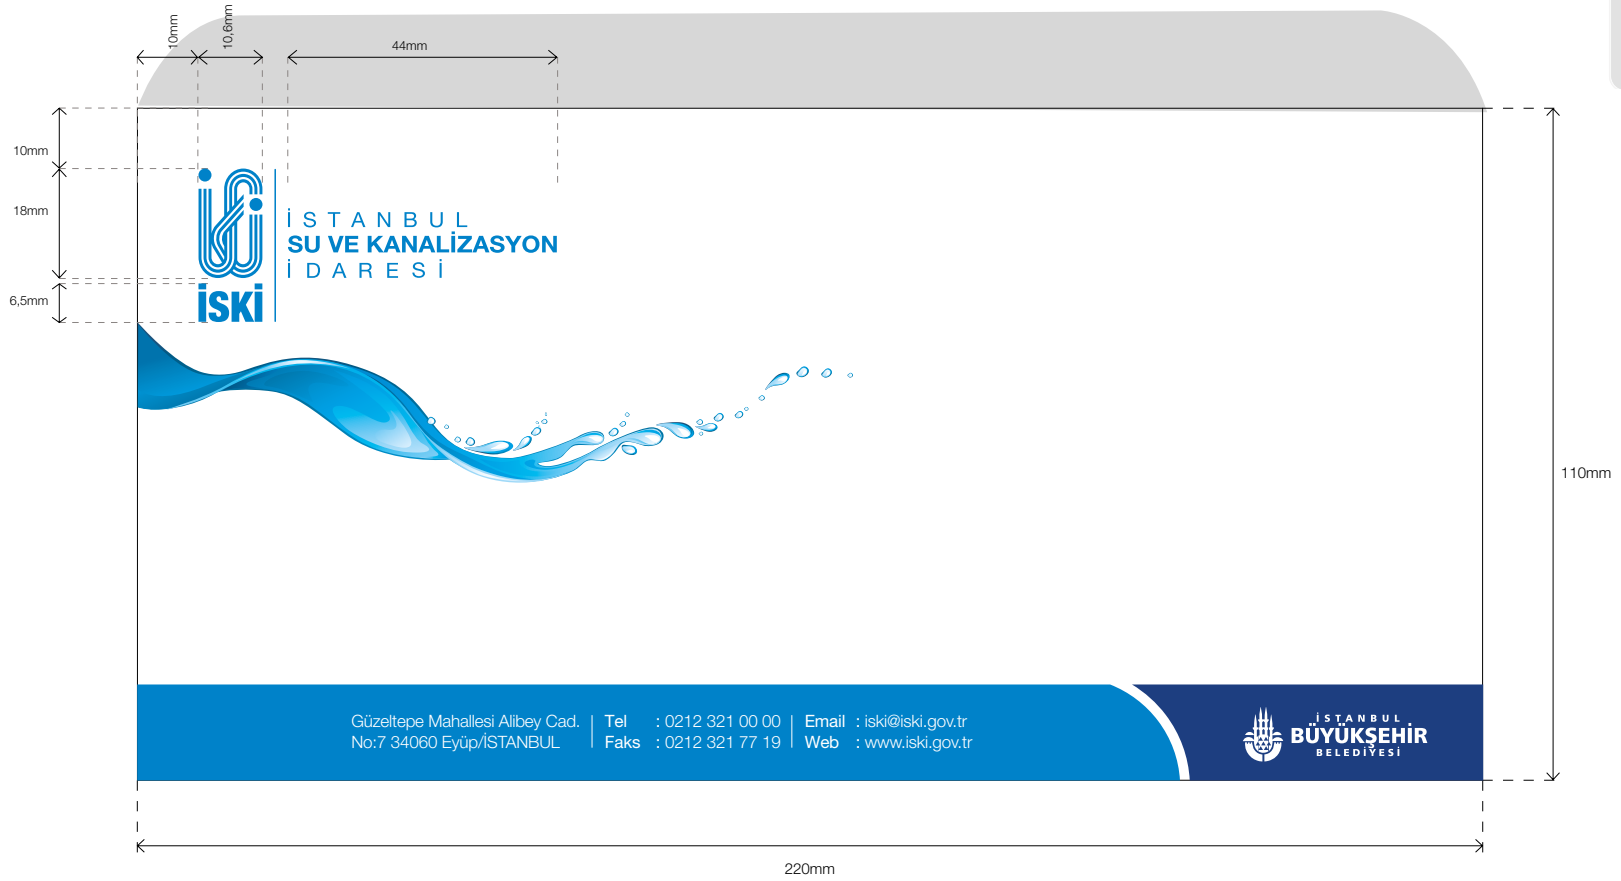 10mm
10,6mm
44mm
10mm
18mm
6,5mm
İSKİ
İSTANBUL
SU VE KANALİZASYON
İDARESİ
110mm
Güzeltepe Mahallesi Alibey Cad.
No:7 34060 Eyüp/İSTANBUL
Tel : 0212 321 00 00
Faks : 0212 321 77 19
Email : iski@iski.gov.tr
Web : www.iski.gov.tr
İSTANBUL
BÜYÜKŞEHİR
BELEDİYESİ
220mm